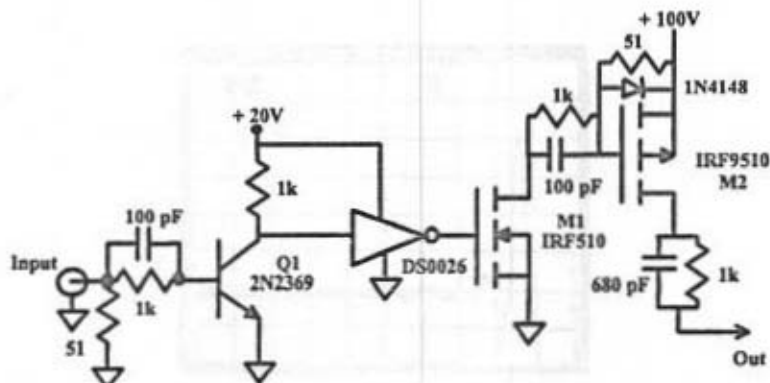 + 100V
51
1N4148
1k
+ 20V
IRF9510
M2
100 pF
1k
100 pF
M1
IRF510
Input
Q1
2N2369
DS0026
1k
680 pF
1k
51
Out